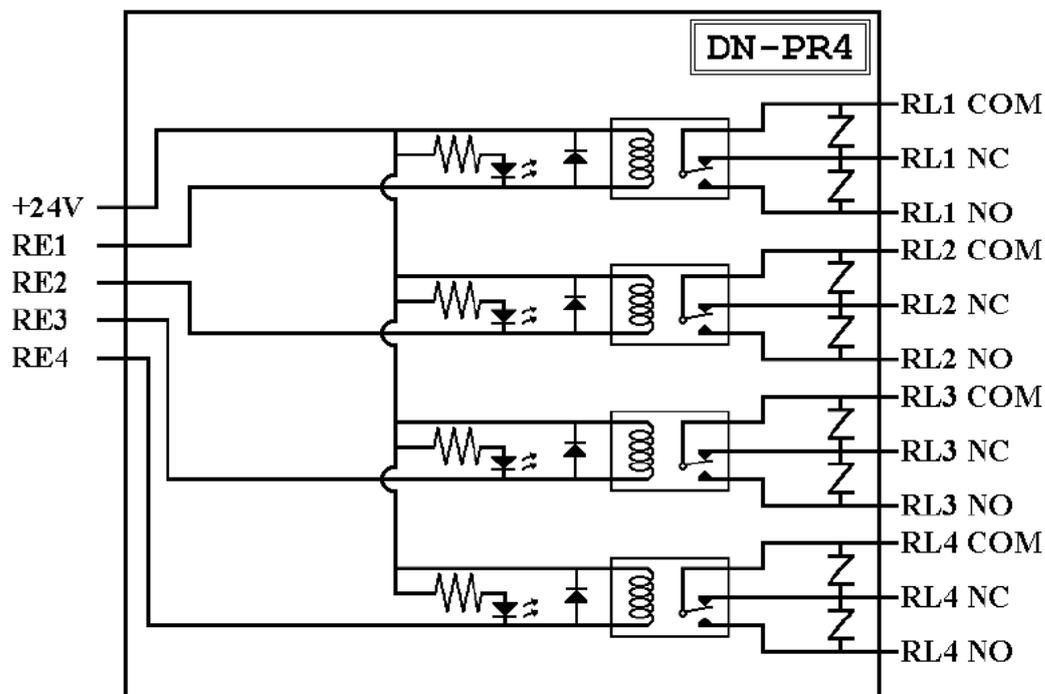 DN-PR4
+24V
RE1
RE2
RE3
RE4
RL1 COM
RL1 NC
RL1 NO
RL2 COM
RL2 NC
RL2 NO
RL3 COM
RL3 NC
RL3 NO
RL4 COM
RL4 NC
RL4 NO